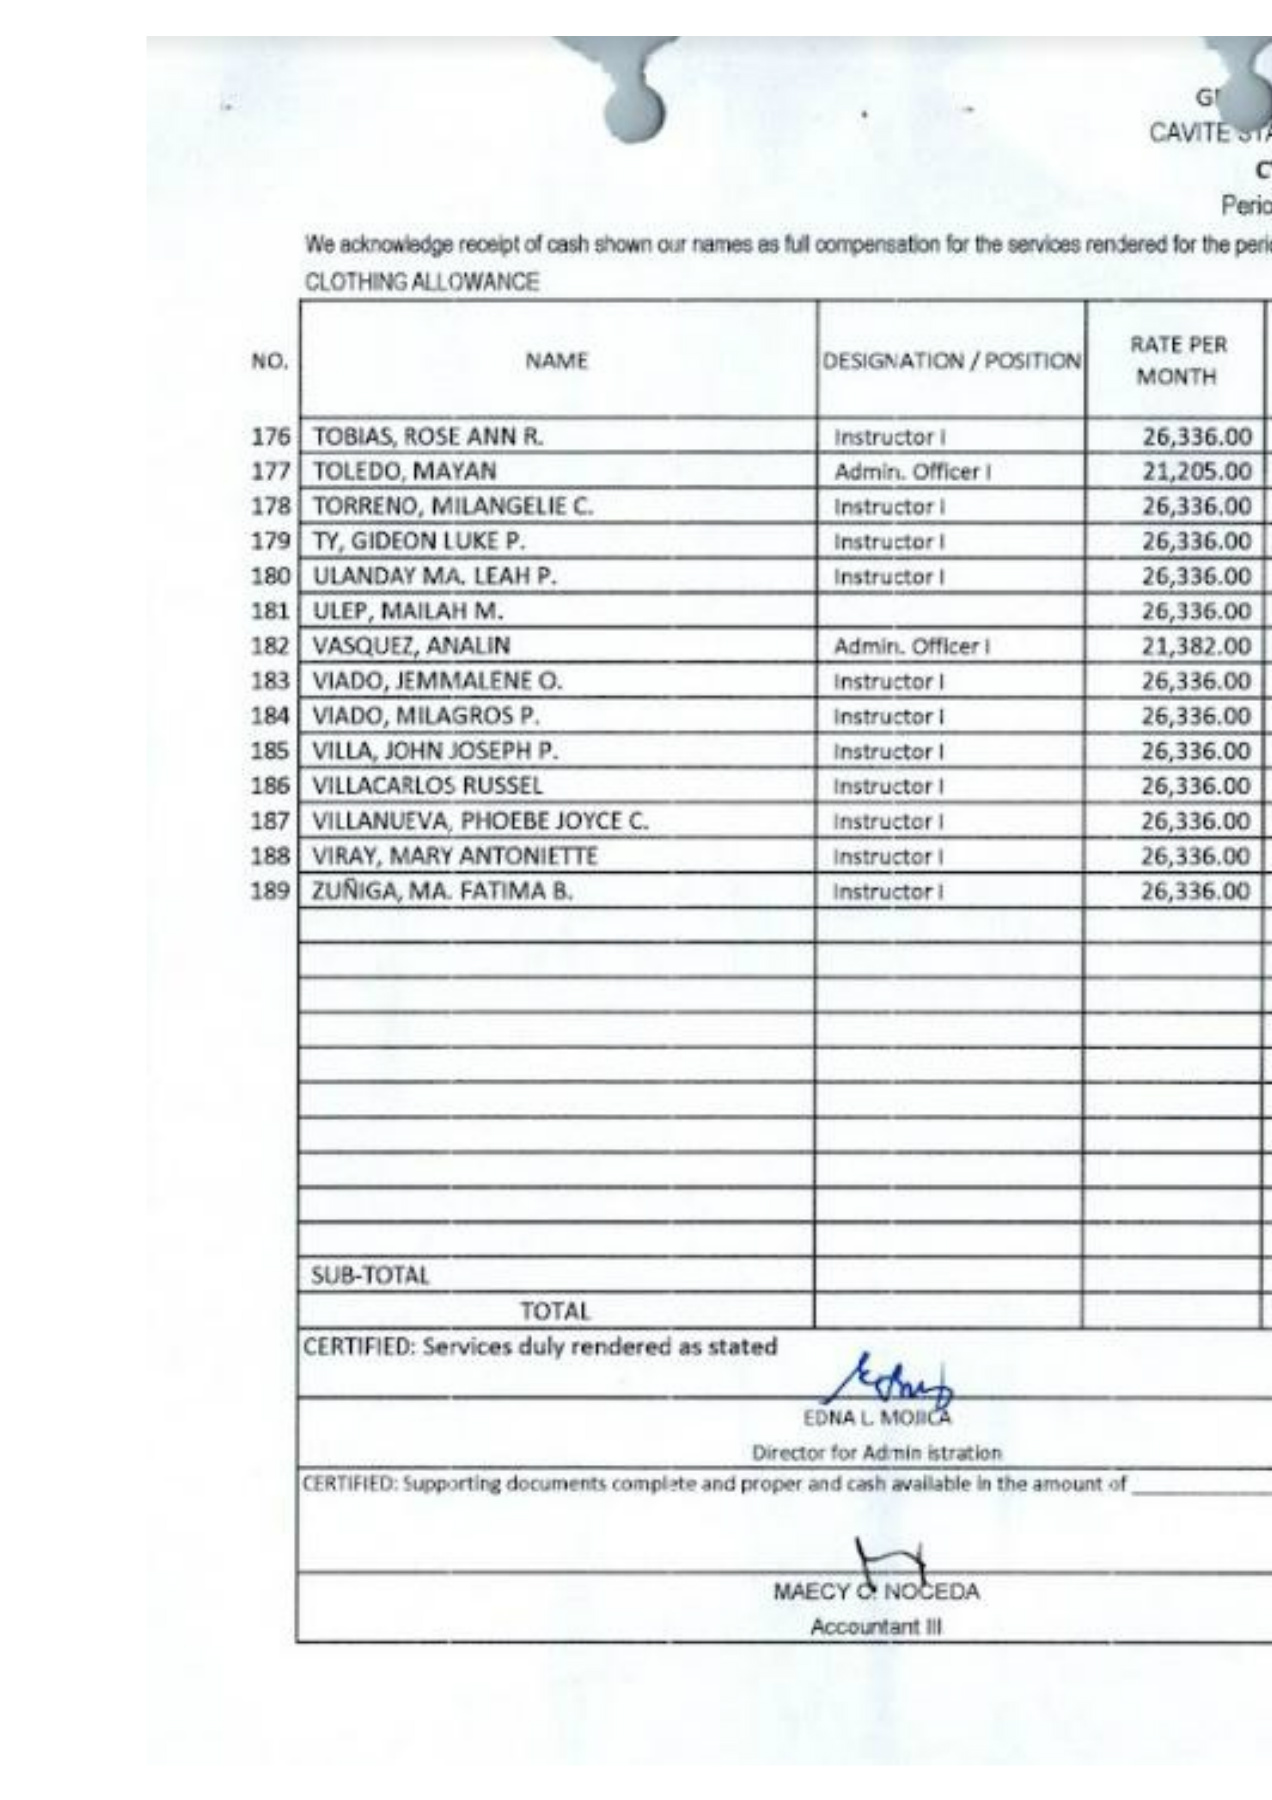 CAVITE
We acknowledge receipt of cash shown our names as full compensation for the services rendered for the
CLOTHING ALLOWANCE
NO. NAME DESIGNATION / POSITION RATE PER MONTH
176 TOBIAS, ROSE ANN R. Instructor I 26,336.00
177 TOLEDO, MAYAN Admin. Officer I 21,205.00
178 TORRENO, MILANGELIE C. Instructor I 26,336.00
179 TY, GIDEON LUKE P. Instructor I 26,336.00
180 ULANDAY MA. LEAH P. Instructor I 26,336.00
181 ULEP, MAILAH M. 26,336.00
182 VASQUEZ, ANALIN Admin. Officer I 21,382.00
183 VIADO, JEMMALENE O. Instructor I 26,336.00
184 VIADO, MILAGROS P. Instructor I 26,336.00
185 VILLA, JOHN JOSEPH P. Instructor I 26,336.00
186 VILLACARLOS RUSSEL Instructor I 26,336.00
187 VILLANUEVA, PHOEBE JOYCE C. Instructor I 26,336.00
188 VIRAY, MARY ANTONIETTE Instructor I 26,336.00
189 ZUÑIGA, MA. FATIMA B. Instructor I 26,336.00
SUB-TOTAL
TOTAL
CERTIFIED: Services duly rendered as stated
EDNA L. MOJICA
Director for Admin istration
CERTIFIED: Supporting documents complete and proper and cash available in the amount of
MAECY C. NOCEDA
Accountant III